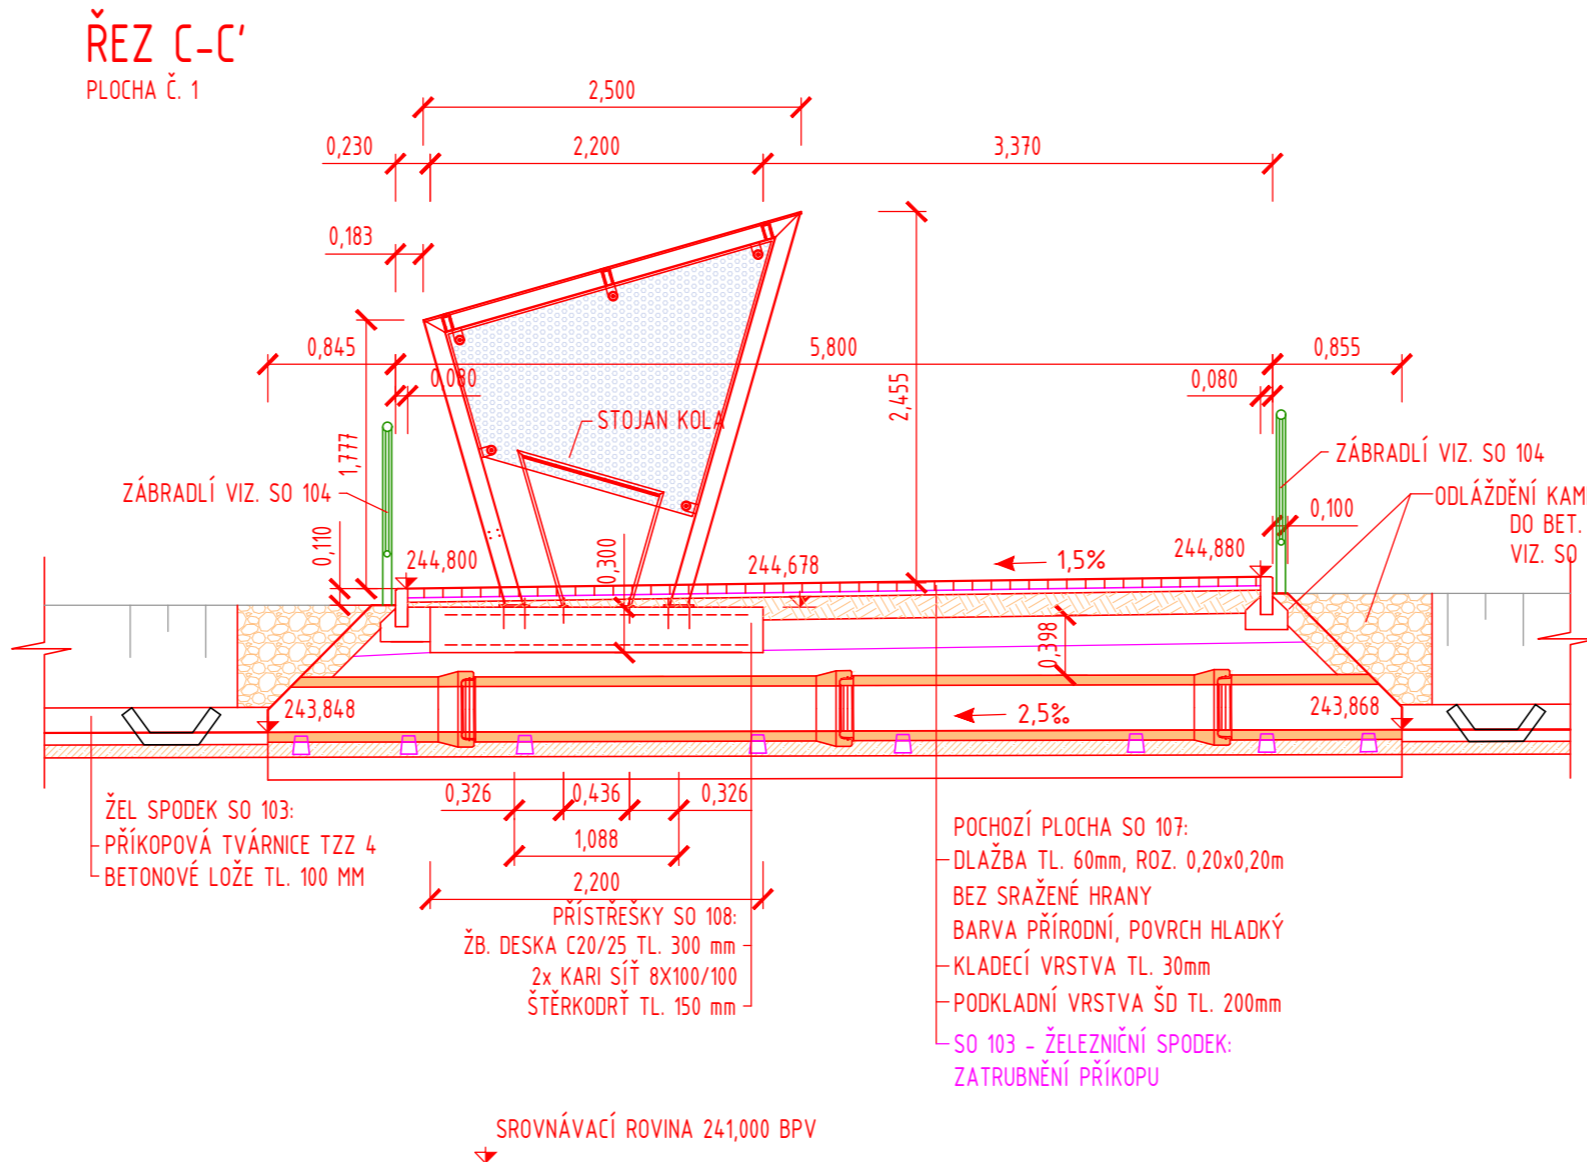 ŘEZ C-C'
PLOCHA Č. 1
2,500
0,230
2,200
3,370
0,183
0,845
5,800
0,855
0,080
0,080
2,455
1,777
STOJAN KOLA
ZÁBRADLÍ VIZ. SO 104
ZÁBRADLÍ VIZ. SO 104
ODLÁŽDĚNÍ KAM
DO BET.
VIZ. SO
0,100
0,110
244,800
0,300
244,678
1,5%
244,880
0,398
243,848
2,5‰
243,868
0,326
0,436
0,326
1,088
2,200
ŽEL SPODEK SO 103:
PŘÍKOPOVÁ TVÁRNICE TZZ 4
BETONOVÉ LOŽE TL. 100 MM
PŘÍSTŘEŠKY SO 108:
ŽB. DESKA C20/25 TL. 300 mm
2x KARI SÍŤ 8X100/100
ŠTĚRKODRŤ TL. 150 mm
POCHOZÍ PLOCHA SO 107:
DLAŽBA TL. 60mm, ROZ. 0,20x0,20m
BEZ SRAŽENÉ HRANY
BARVA PŘÍRODNÍ, POVRCH HLADKÝ
KLADECÍ VRSTVA TL. 30mm
PODKLADNÍ VRSTVA ŠD TL. 200mm
SO 103 - ŽELEZNIČNÍ SPODEK:
ZATRUBNĚNÍ PŘÍKOPU
SROVNÁVACÍ ROVINA 241,000 BPV